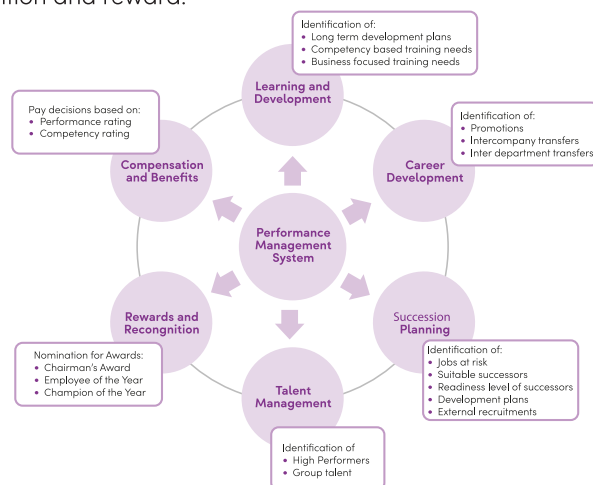 ition and reward.
Identification of:
• Long term development plans
• Competency based training needs
• Business focused training needs
Learning and
Development
Pay decisions based on:
• Performance rating
• Competency rating
Compensation
and Benefits
Identification of:
• Promotions
• Intercompany transfers
• Inter department transfers
Career
Development
Performance
Management
System
Rewards and
Recongnition
Nomination for Awards:
• Chairman's Award
• Employee of the Year
• Champion of the Year
Succession
Planning
Identification of:
• Jobs at risk
• Suitable successors
• Readiness level of successors
• Development plans
• External recruitments
Talent
Management
Identification of
• High Performers
• Group talent